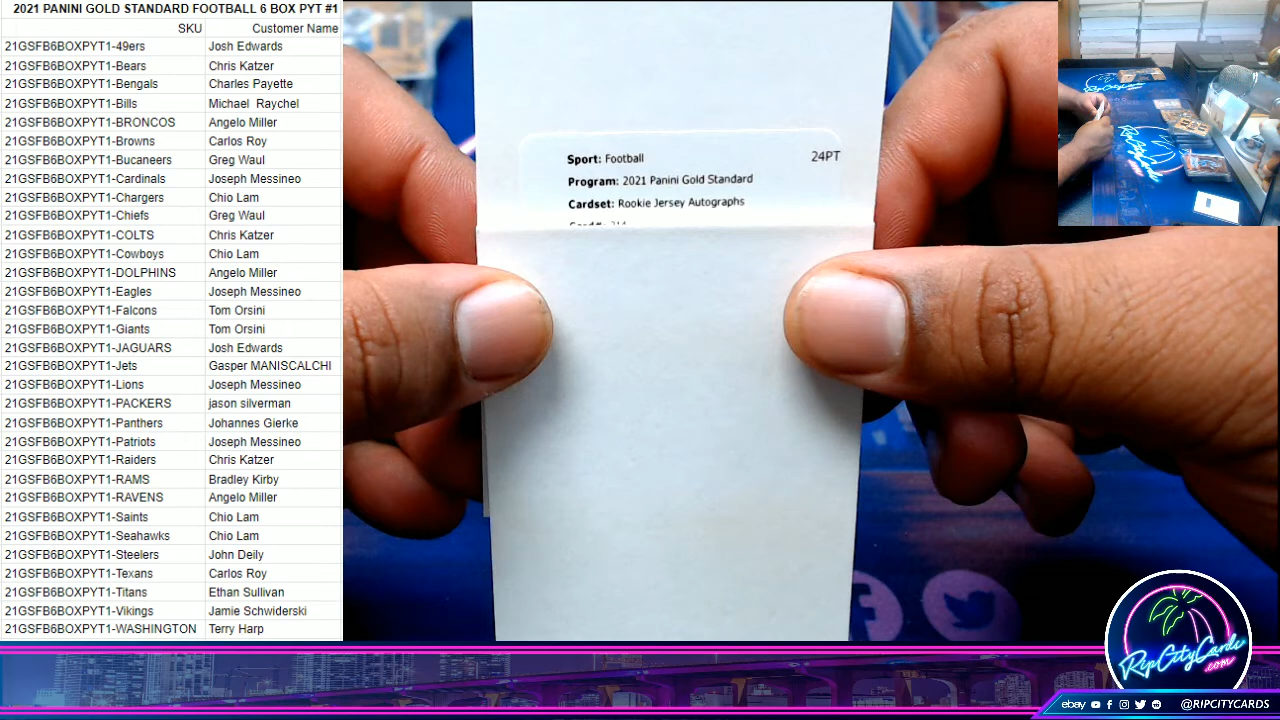 2021 PANINI GOLD STANDARD FOOTBALL 6 BOX PYT #1
SKU Customer Name
21GSFB6BOXPYT1-49ers Josh Edwards
21GSFB6BOXPYT1-Bears Chris Katzer
21GSFB6BOXPYT1-Bengals Charles Payette
21GSFB6BOXPYT1-Bills Michael Raychel
21GSFB6BOXPYT1-BRONCOS Angelo Miller
21GSFB6BOXPYT1-Browns Carlos Roy
21GSFB6BOXPYT1-Bucaneers Greg Waul
21GSFB6BOXPYT1-Cardinals Joseph Messineo
21GSFB6BOXPYT1-Chargers Chio Lam
21GSFB6BOXPYT1-Chiefs Greg Waul
21GSFB6BOXPYT1-COLTS Chris Katzer
21GSFB6BOXPYT1-Cowboys Chio Lam
21GSFB6BOXPYT1-DOLPHINS Angelo Miller
21GSFB6BOXPYT1-Eagles Joseph Messineo
21GSFB6BOXPYT1-Falcons Tom Orsini
21GSFB6BOXPYT1-Giants Tom Orsini
21GSFB6BOXPYT1-JAGUARS Josh Edwards
21GSFB6BOXPYT1-Jets Gasper MANISCALCHI
21GSFB6BOXPYT1-Lions Joseph Messineo
21GSFB6BOXPYT1-PACKERS jason silverman
21GSFB6BOXPYT1-Panthers Johannes Gierke
21GSFB6BOXPYT1-Patriots Joseph Messineo
21GSFB6BOXPYT1-Raiders Chris Katzer
21GSFB6BOXPYT1-RAMS Bradley Kirby
21GSFB6BOXPYT1-RAVENS Angelo Miller
21GSFB6BOXPYT1-Saints Chio Lam
21GSFB6BOXPYT1-Seahawks Chio Lam
21GSFB6BOXPYT1-Steelers John Deily
21GSFB6BOXPYT1-Texans Carlos Roy
21GSFB6BOXPYT1-Titans Ethan Sullivan
21GSFB6BOXPYT1-Vikings Jamie Schwiderski
21GSFB6BOXPYT1-WASHINGTON Terry Harp
Sport: Football 24PT
Program: 2021 Panini Gold Standard
Cardset: Rookie Jersey Autographs
RipCityCards
.com
ebay @RIPCITYCARDS